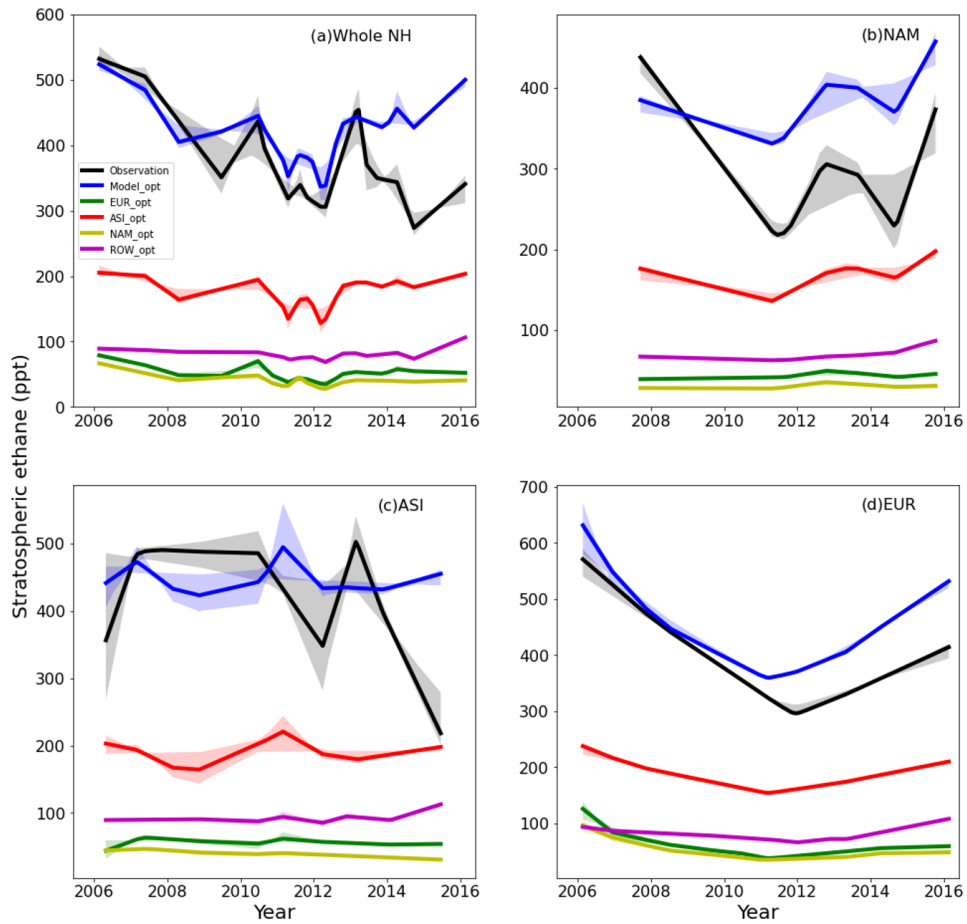 Stratospheric ethane (ppt)
(a)Whole NH
600
500
400
300
200
100
0
Observation
Model_opt
EUR_opt
ASI_opt
NAM_opt
ROW_opt
2006 2008 2010 2012 2014 2016
(b)NAM
400
300
200
100
2006 2008 2010 2012 2014 2016
(c)ASI
500
400
300
200
100
2006 2008 2010 2012 2014 2016
Year
(d)EUR
700
600
500
400
300
200
100
2006 2008 2010 2012 2014 2016
Year